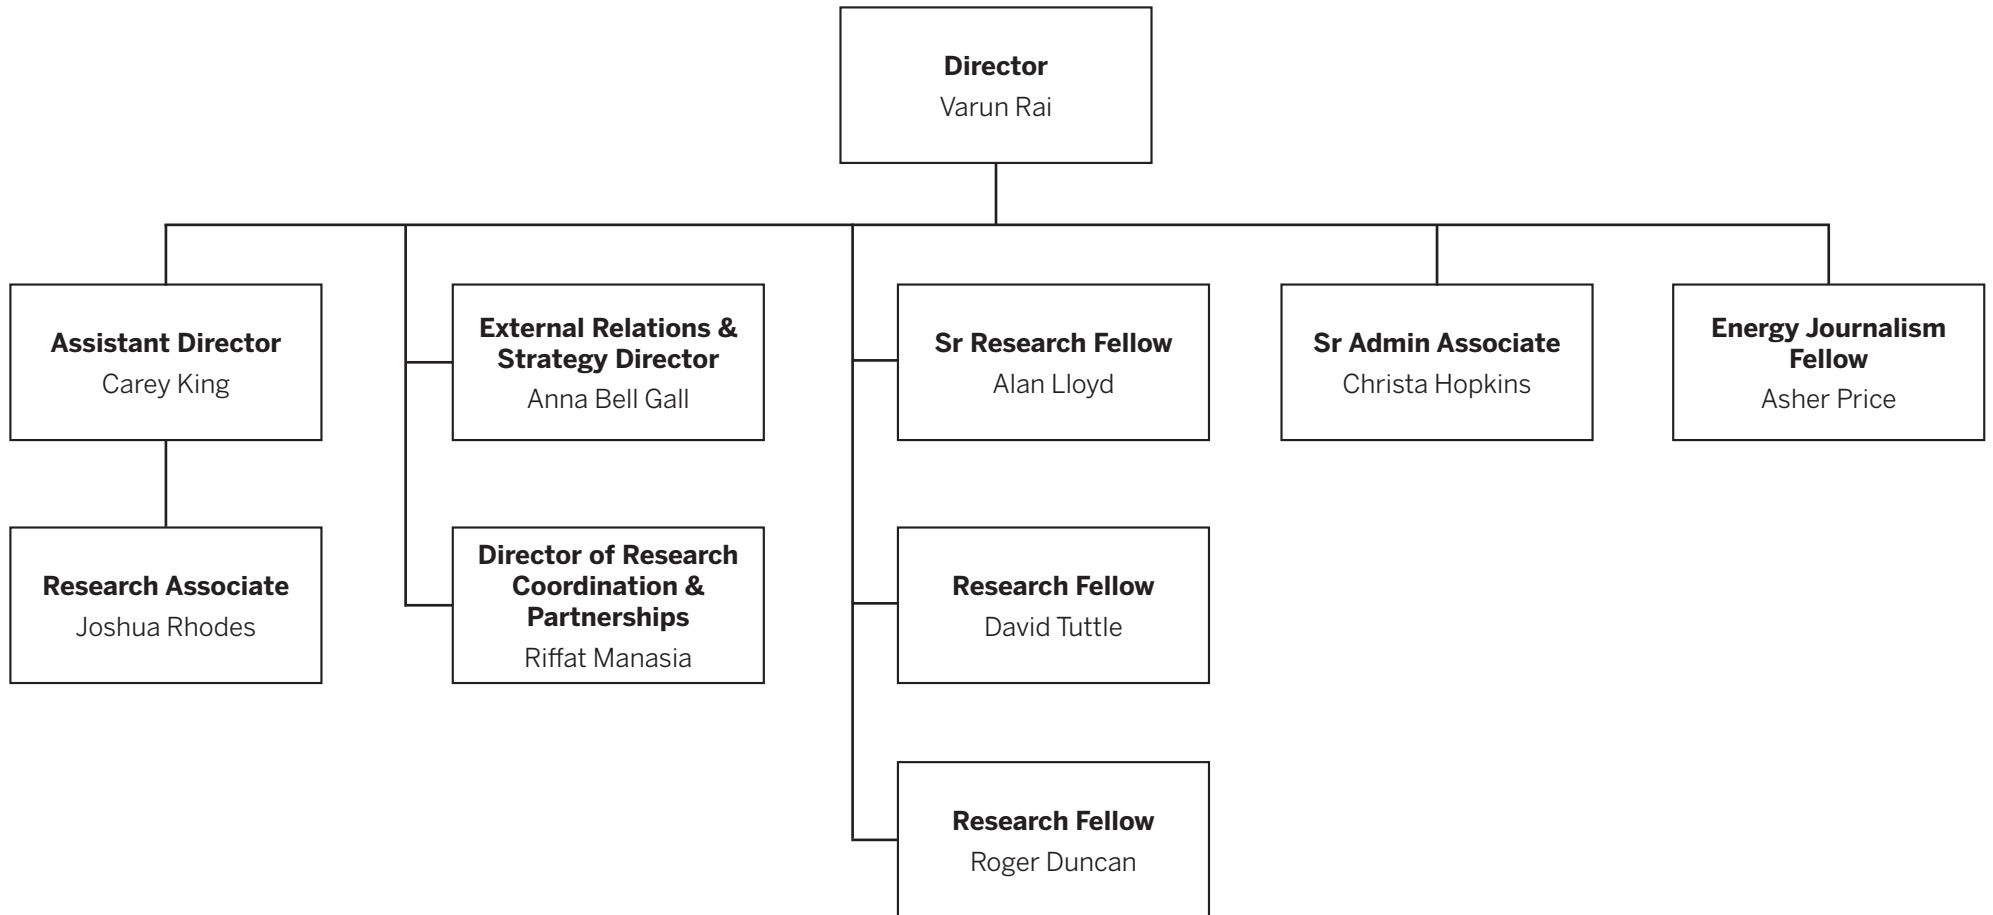 Director
Varun Rai
Assistant Director
Carey King
External Relations &
Strategy Director
Anna Bell Gall
Sr Research Fellow
Alan Lloyd
Sr Admin Associate
Christa Hopkins
Energy Journalism
Fellow
Asher Price
Research Associate
Joshua Rhodes
Director of Research
Coordination &
Partnerships
Riffat Manasia
Research Fellow
David Tuttle
Research Fellow
Roger Duncan